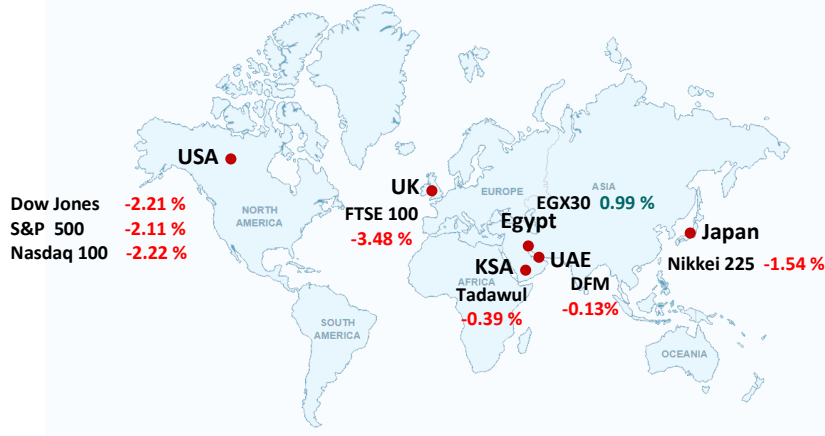 USA
Dow Jones -2.21 %
S&P 500 -2.11 %
Nasdaq 100 -2.22 %
NORTH
AMERICA
SOUTH
AMERICA
UK
FTSE 100
-3.48 %
EUROPE
ASIA
EGX30 0.99 %
Egypt
KSA
AFRICA
Tadawul
-0.39 %
UAE
DFM
-0.13%
Japan
Nikkei 225 -1.54 %
OCEANIA